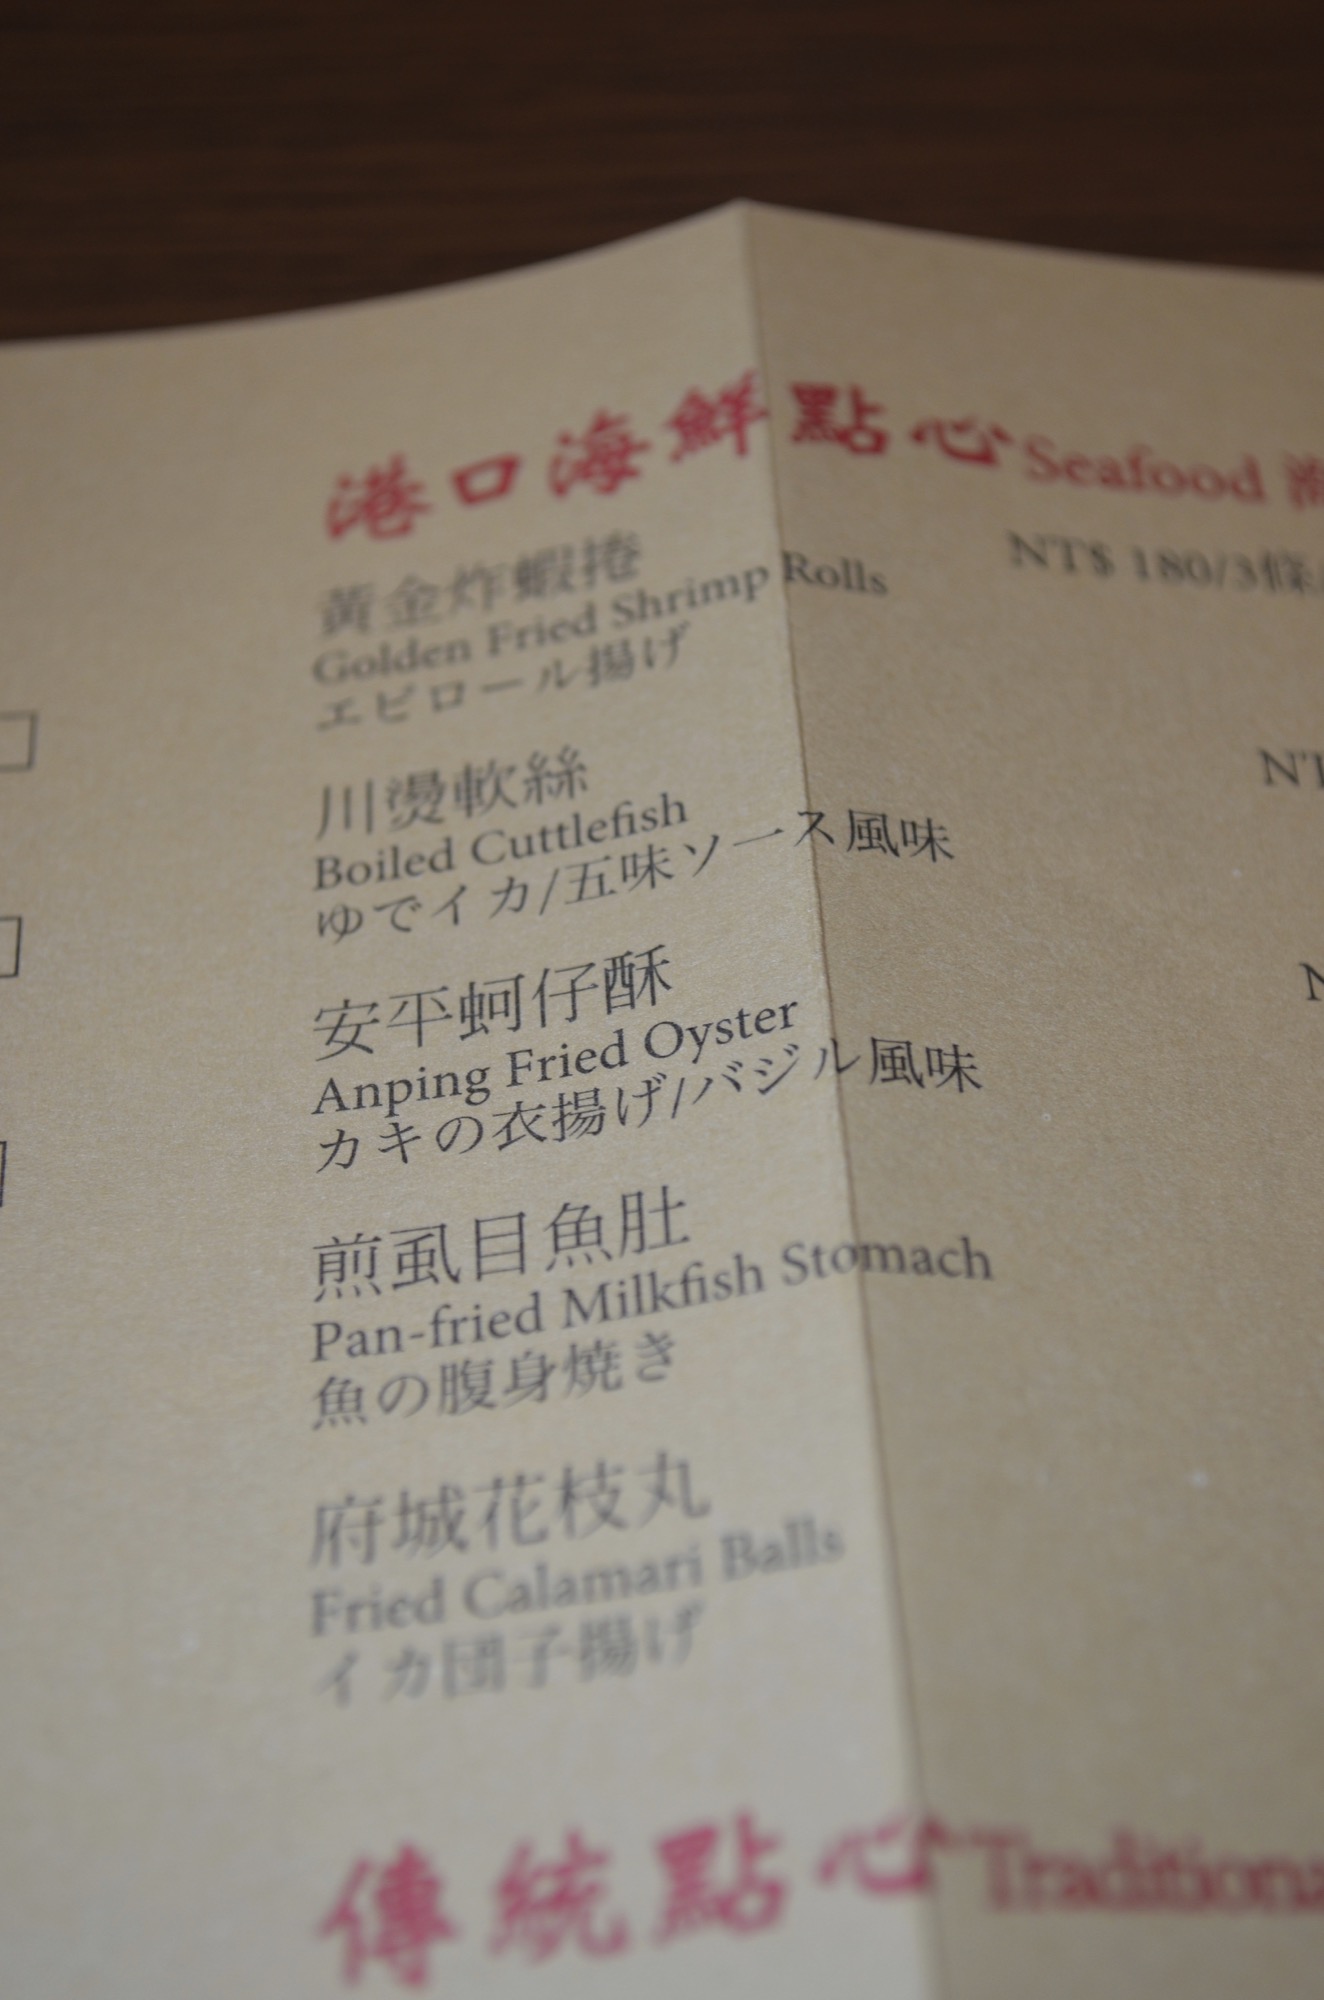 港口海鮮點心 Seafood
黃金炸蝦捲 NT$ 180/3條
Golden Fried Shrimp Rolls
エビロール揚げ
川燙軟絲
Boiled Cuttlefish
ゆでイカ/五味ソース風味
安平蚵仔酥
Anping Fried Oyster
カキの衣揚げ/バジル風味
煎虱目魚肚
Pan-fried Milkfish Stomach
魚の腹身焼き
府城花枝丸
Fried Calamari Balls
イカ団子揚げ
傳統點心 Traditiona